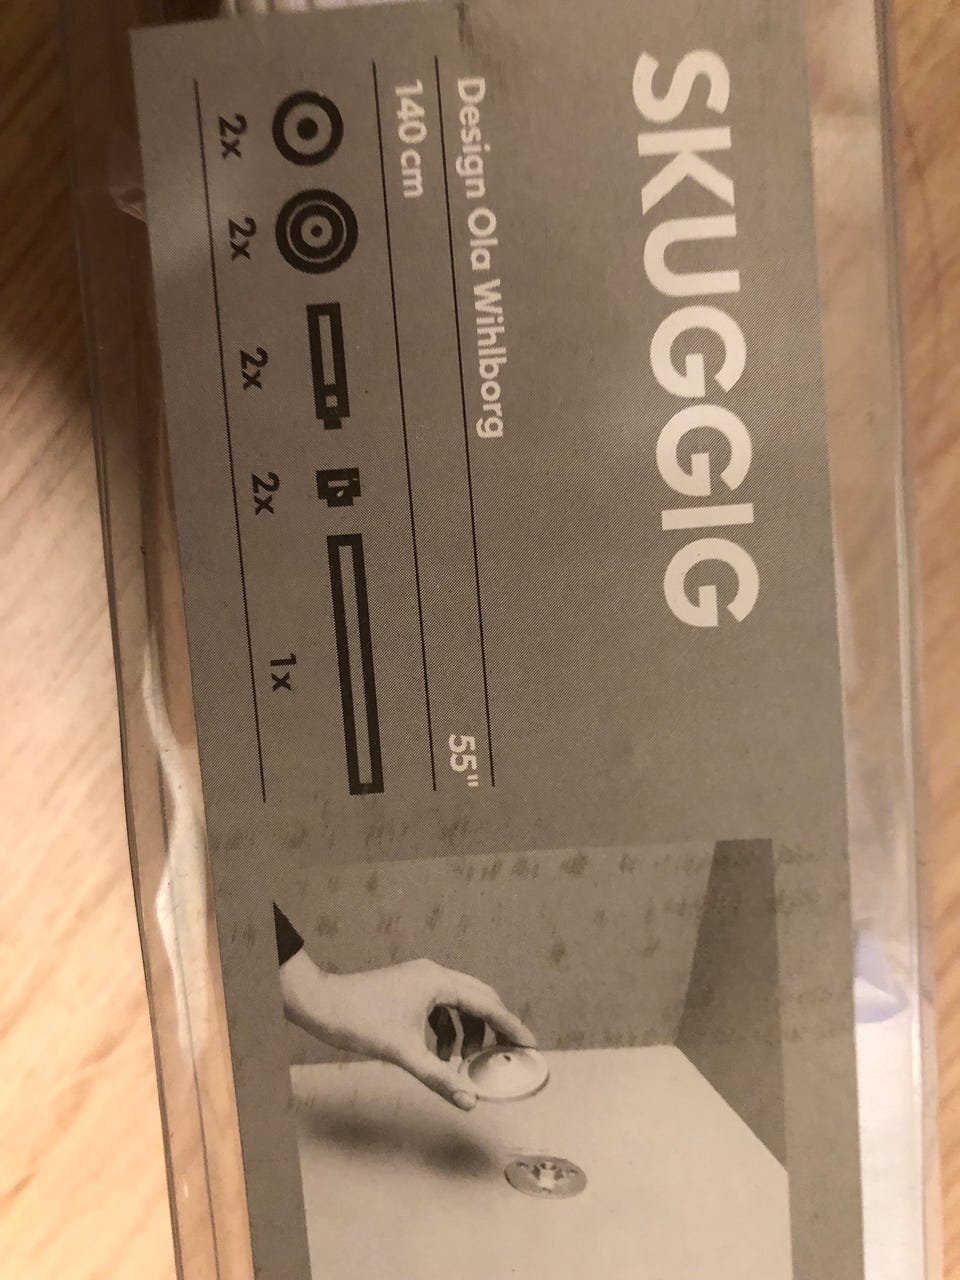 SKUGGIG
Design Ola Wihlborg
140 cm 55"
2x 2x 2x 2x 1x